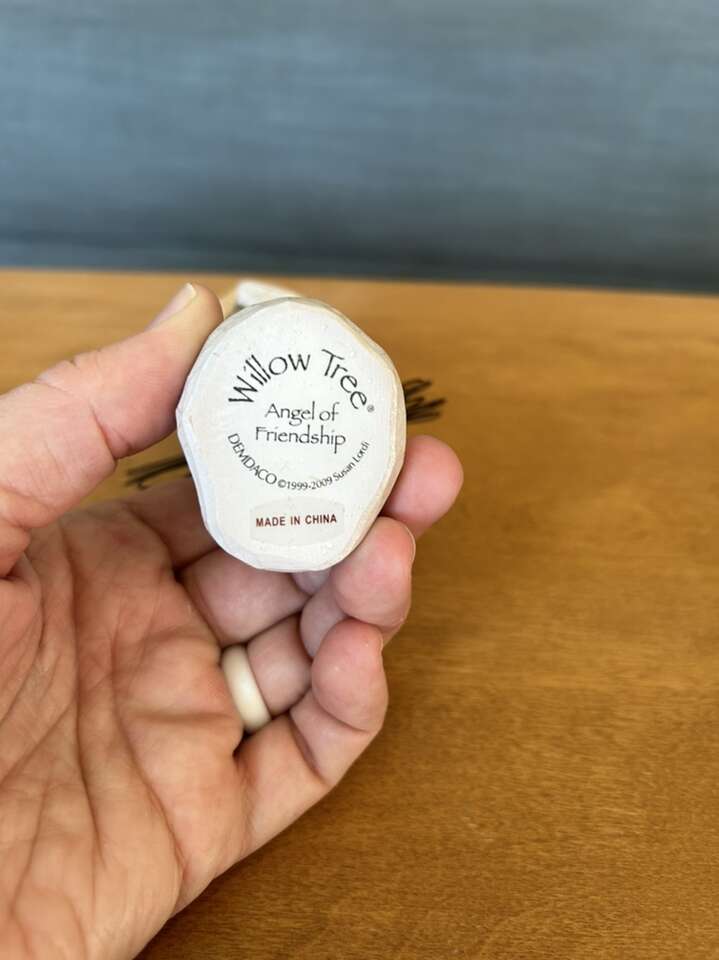 Willow Tree®
Angel of
Friendship
DEMDACO ©1999-2009 Susan Lordi
MADE IN CHINA